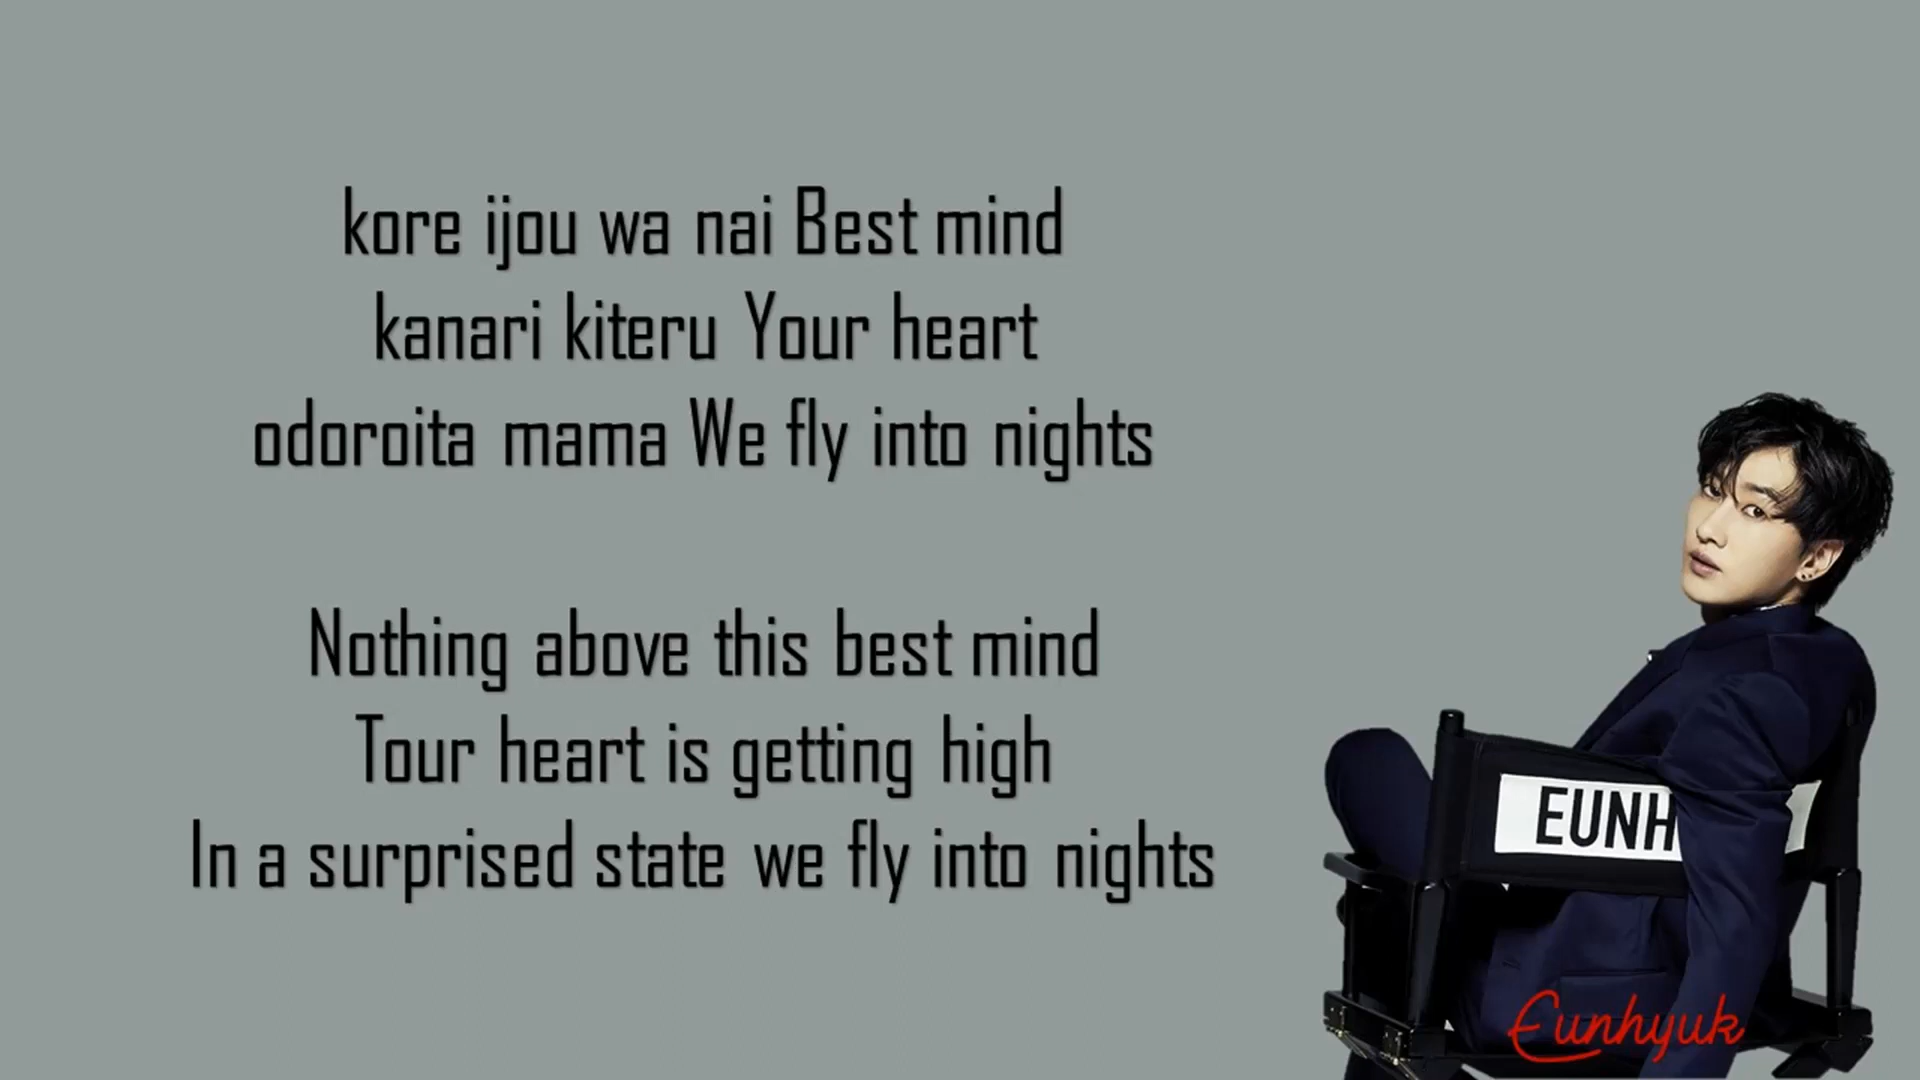 kore ijou wa nai Best mind
kanari kiteru Your heart
odoroita mama We fly into nights
Nothing above this best mind
Tour heart is getting high
In a surprised state we fly into nights
EUNH
Eunhyuk